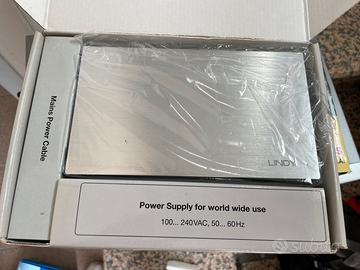 Mains Power Cable
LINDY
Power Supply for world wide use
100... 240VAC, 50... 60Hz
subito